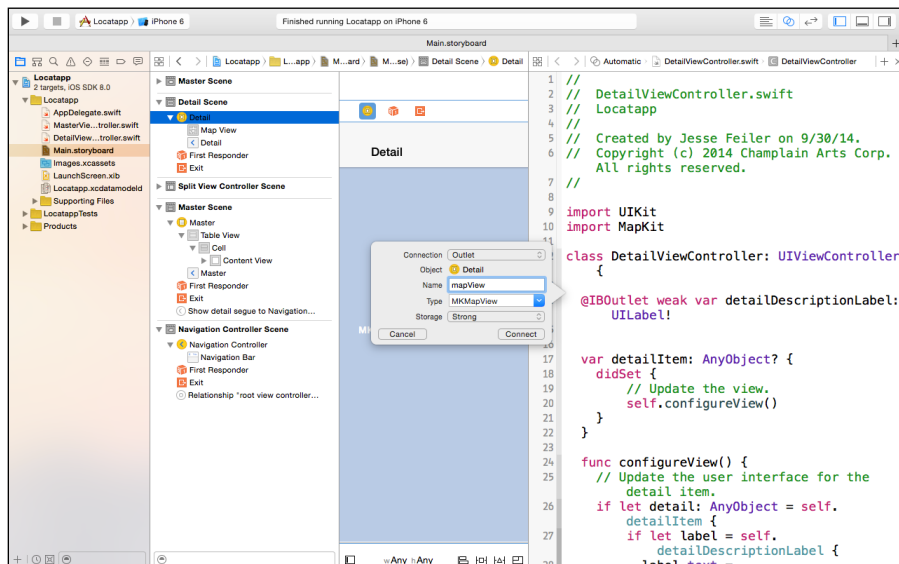 Locatapp
iPhone 6
Finished running Locatapp on iPhone 6
Main.storyboard
+
Locatapp
2 targets, iOS SDK 8.0
Locatapp
AppDelegate.swift
MasterVie...troller.swift
DetailView...troller.swift
Main.storyboard
Images.xcassets
LaunchScreen.xib
Locatapp.xcdatamodeld
Supporting Files
LocatappTests
Products
Locatapp
L...app
M...ard
M...se)
Detail Scene
Detail
Master Scene
Detail Scene
Detail
Map View
Detail
First Responder
Exit
Split View Controller Scene
Master Scene
Master
Table View
Cell
Content View
Master
First Responder
Exit
Show detail segue to Navigation...
Navigation Controller Scene
Navigation Controller
Navigation Bar
First Responder
Exit
Relationship "root view controller...
Detail
Connection Outlet
Object Detail
Name mapView
Type MKMapView
Storage Strong
Cancel Connect
wAny hAny
Automatic
DetailViewController.swift
DetailViewController
1 //
2 // DetailViewController.swift
3 // Locatapp
4 //
5 // Created by Jesse Feiler on 9/30/14.
6 // Copyright (c) 2014 Champlain Arts Corp.
All rights reserved.
7 //
8
9 import UIKit
10 import MapKit
11
class DetailViewController: UIViewController
{
@IBOutlet weak var detailDescriptionLabel:
UILabel!
16
17 var detailItem: AnyObject? {
18 didSet {
19 // Update the view.
20 self.configureView()
21 }
22 }
23
24 func configureView() {
25 // Update the user interface for the
detail item.
26 if let detail: AnyObject = self.
detailItem {
27 if let label = self.
detailDescriptionLabel {
28 label.text =